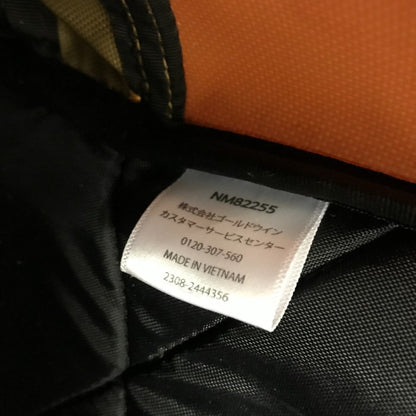 NM82255
株式会社ゴールドウイン
カスタマーサービスセンター
0120-307-560
MADE IN VIETNAM
2308-2444356